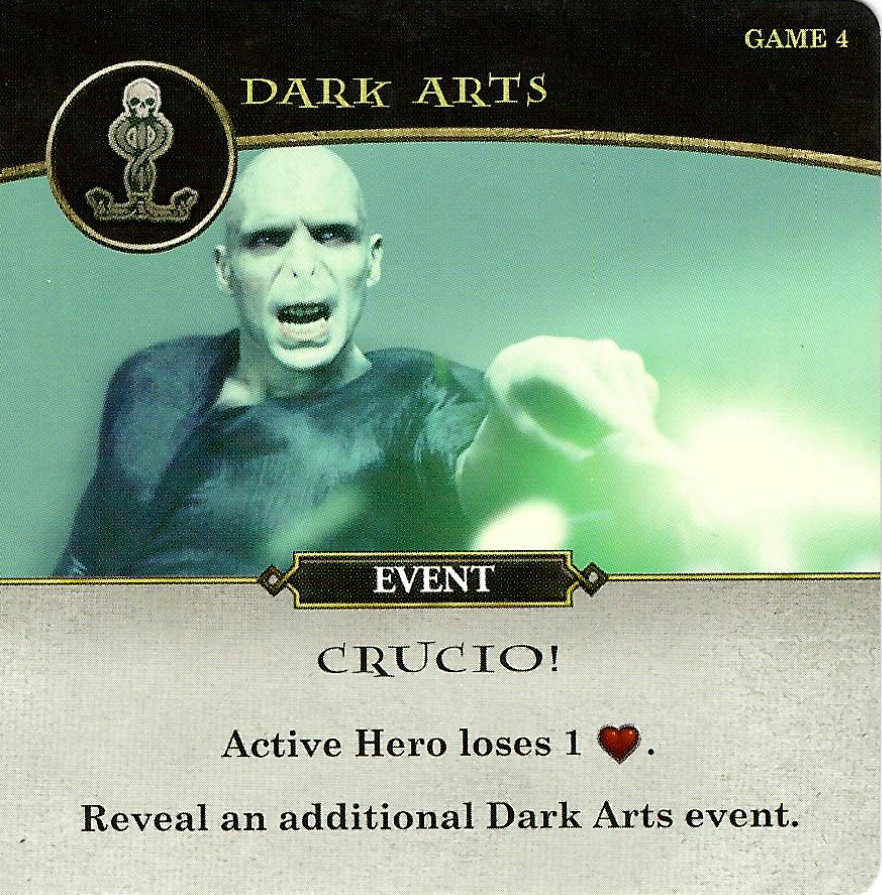 GAME 4
DARK ARTS
EVENT
CRUCIO!
Active Hero loses 1 .
Reveal an additional Dark Arts event.